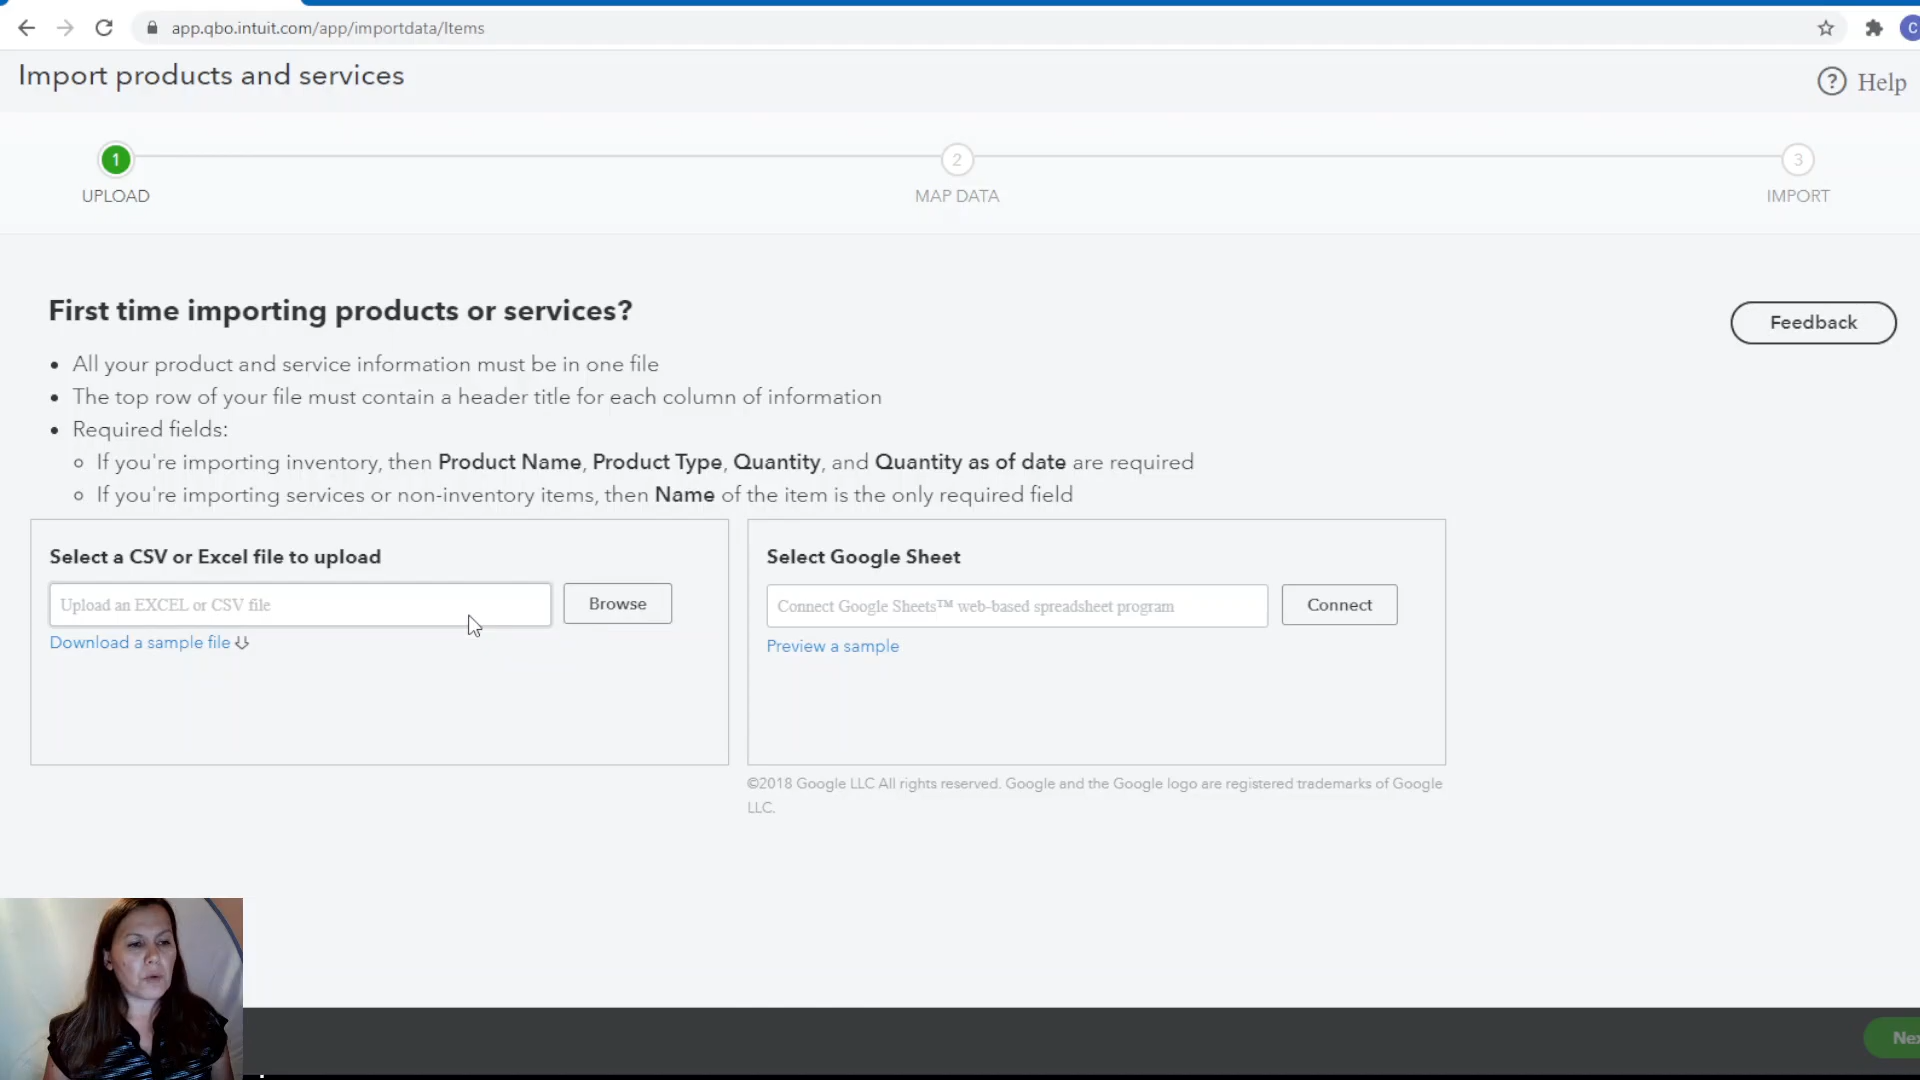 app.qbo.intuit.com/app/importdata/Items
C
Import products and services
? Help
1
2
3
UPLOAD
MAP DATA
IMPORT
First time importing products or services?
Feedback
• All your product and service information must be in one file
• The top row of your file must contain a header title for each column of information
• Required fields:
If you're importing inventory, then Product Name, Product Type, Quantity, and Quantity as of date are required
If you're importing services or non-inventory items, then Name of the item is the only required field
Select a CSV or Excel file to upload
Upload an EXCEL or CSV file
Browse
Download a sample file
Select Google Sheet
Connect Google Sheets™ web-based spreadsheet program
Connect
Preview a sample
©2018 Google LLC All rights reserved. Google and the Google logo are registered trademarks of Google
LLC.